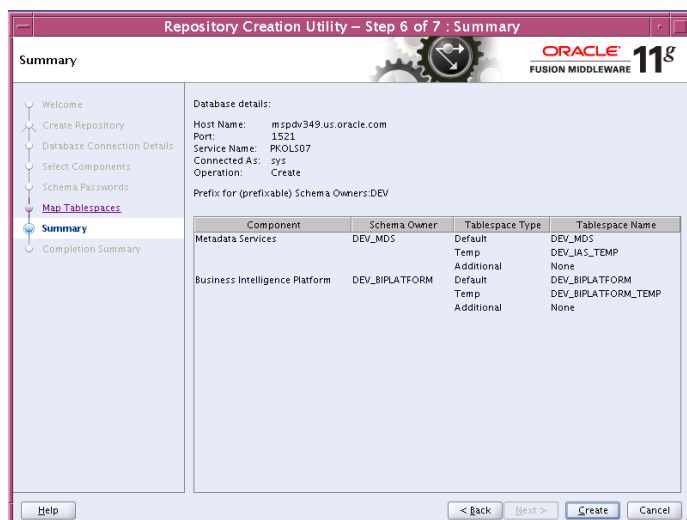 Repository Creation Utility – Step 6 of 7 : Summary
Summary
ORACLE
FUSION MIDDLEWARE 11g
Welcome
Create Repository
Database Connection Details
Select Components
Schema Passwords
Map Tablespaces
Summary
Completion Summary
Database details:
Host Name: mspdv349.us.oracle.com
Port: 1521
Service Name: PKOLS07
Connected As: sys
Operation: Create
Prefix for (prefixable) Schema Owners:DEV
Component Schema Owner Tablespace Type Tablespace Name
Metadata Services DEV_MDS Default DEV_MDS
Temp DEV_IAS_TEMP
Additional None
Business Intelligence Platform DEV_BIPLATFORM Default DEV_BIPLATFORM
Temp DEV_BIPLATFORM_TEMP
Additional None
Help < Back Next > Create Cancel